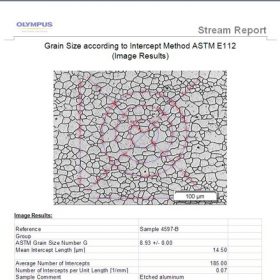 OLYMPUS
Stream Report
Grain Size according to Intercept Method ASTM E112
(Image Results)
100 µm
Image Results:
Reference Sample 4597-B
Group
ASTM Grain Size Number G 8.93 +/- 0.00
Mean Intercept Length [µm] 14.50
Average Number of Intercepts 185.00
Number of Intercepts per Unit Length [1/mm] 0.07
Sample Comment Etched aluminum